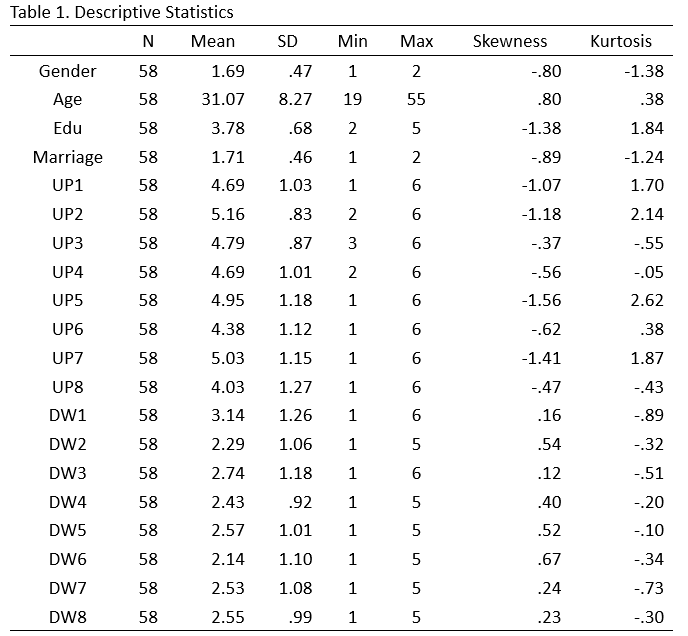 Table 1. Descriptive Statistics
N Mean SD Min Max Skewness Kurtosis
Gender 58 1.69 .47 1 2 -.80 -1.38
Age 58 31.07 8.27 19 55 .80 .38
Edu 58 3.78 .68 2 5 -1.38 1.84
Marriage 58 1.71 .46 1 2 -.89 -1.24
UP1 58 4.69 1.03 1 6 -1.07 1.70
UP2 58 5.16 .83 2 6 -1.18 2.14
UP3 58 4.79 .87 3 6 -.37 -.55
UP4 58 4.69 1.01 2 6 -.56 -.05
UP5 58 4.95 1.18 1 6 -1.56 2.62
UP6 58 4.38 1.12 1 6 -.62 .38
UP7 58 5.03 1.15 1 6 -1.41 1.87
UP8 58 4.03 1.27 1 6 -.47 -.43
DW1 58 3.14 1.26 1 6 .16 -.89
DW2 58 2.29 1.06 1 5 .54 -.32
DW3 58 2.74 1.18 1 6 .12 -.51
DW4 58 2.43 .92 1 5 .40 -.20
DW5 58 2.57 1.01 1 5 .52 -.10
DW6 58 2.14 1.10 1 5 .67 -.34
DW7 58 2.53 1.08 1 5 .24 -.73
DW8 58 2.55 .99 1 5 .23 -.30